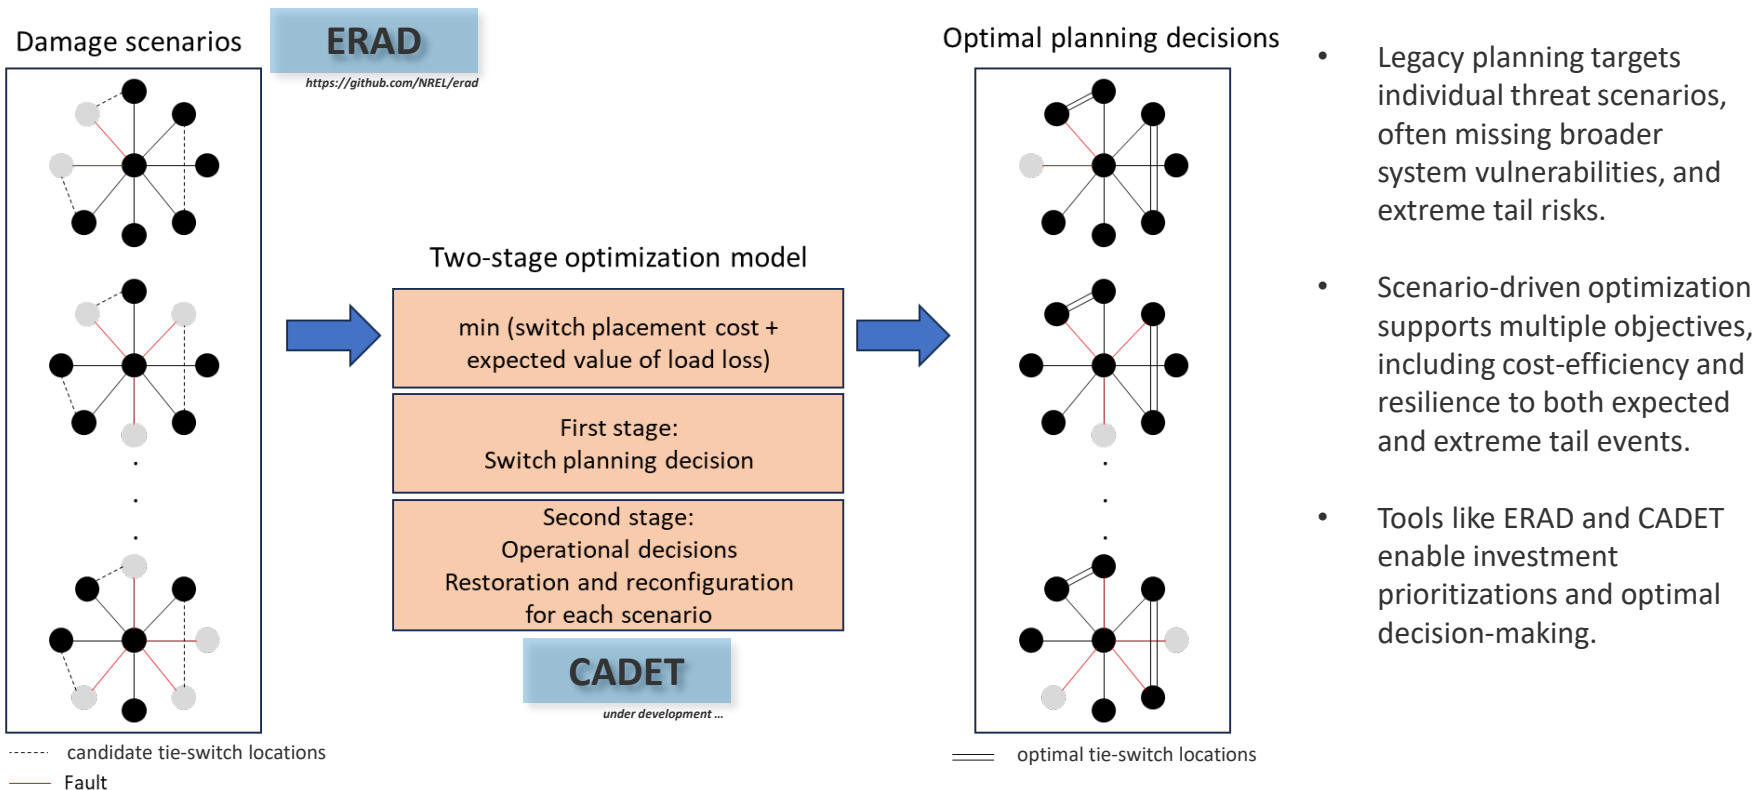 Damage scenarios
ERAD
https://github.com/NREL/erad
candidate tie-switch locations
Fault
Two-stage optimization model
min (switch placement cost +
expected value of load loss)
First stage:
Switch planning decision
Second stage:
Operational decisions
Restoration and reconfiguration
for each scenario
CADET
under development ...
Optimal planning decisions
optimal tie-switch locations
• Legacy planning targets
individual threat scenarios,
often missing broader
system vulnerabilities, and
extreme tail risks.
• Scenario-driven optimization
supports multiple objectives,
including cost-efficiency and
resilience to both expected
and extreme tail events.
• Tools like ERAD and CADET
enable investment
prioritizations and optimal
decision-making.